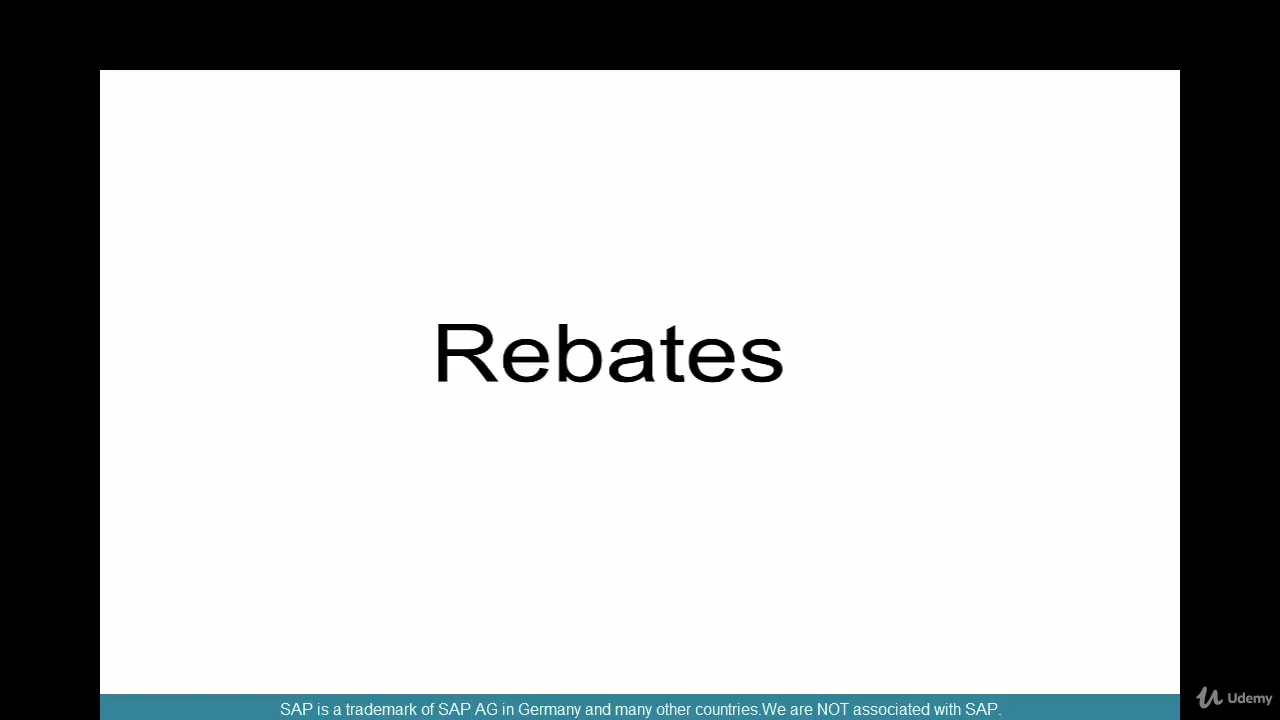 Rebates
SAP is a trademark of SAP AG in Germany and many other countries.We are NOT associated with SAP.
Udemy